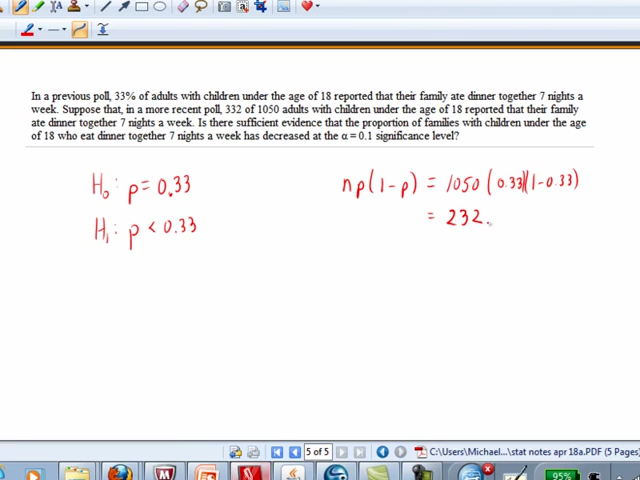 In a previous poll, 33% of adults with children under the age of 18 reported that their family ate dinner together 7 nights a
week. Suppose that, in a more recent poll, 332 of 1050 adults with children under the age of 18 reported that their family
ate dinner together 7 nights a week. Is there sufficient evidence that the proportion of families with children under the age
of 18 who eat dinner together 7 nights a week has decreased at the α = 0.1 significance level?
H₀: p = 0.33
np(1-p) = 1050(0.33)(1-0.33)
H₁: p < 0.33
= 232.
5 of 5
C:\Users\Michael...\stat notes apr 18a.PDF (5 Pages)
95%